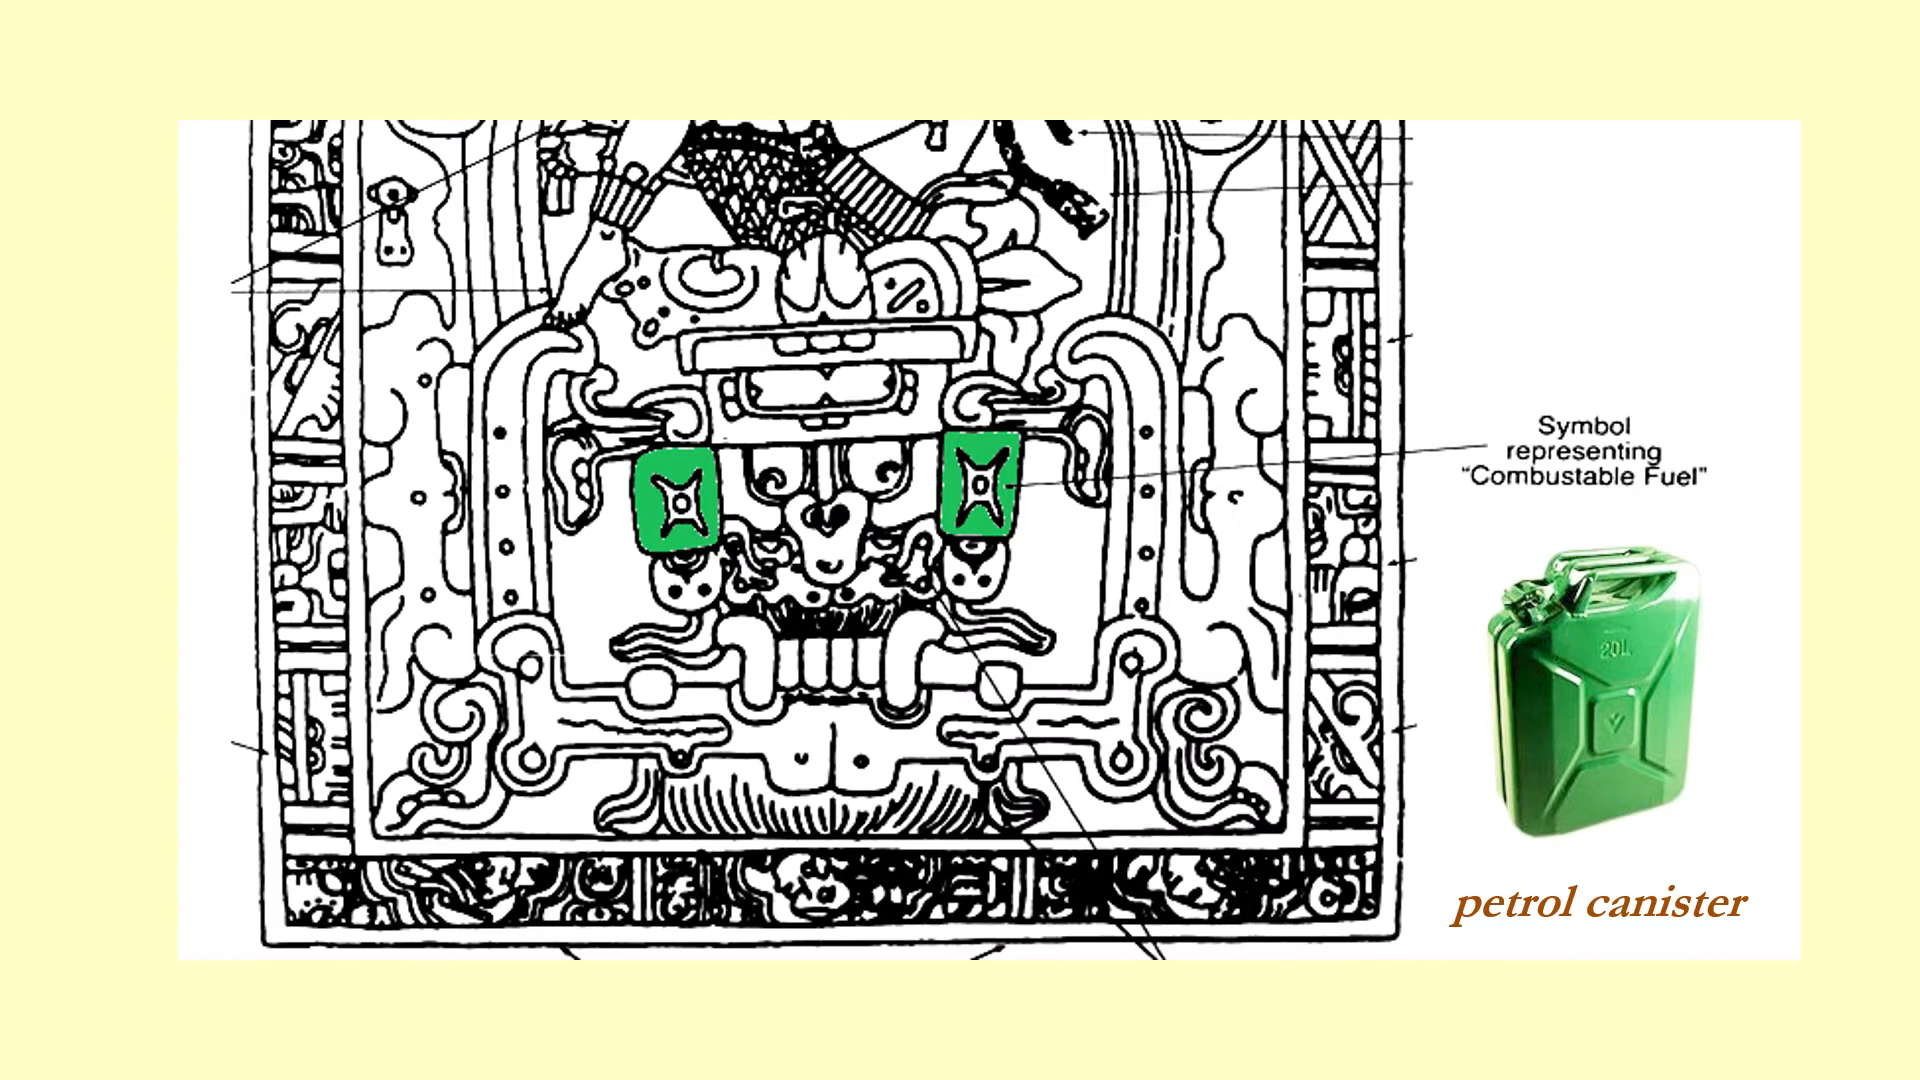 Symbol
representing
“Combustable Fuel”
20L
petrol canister